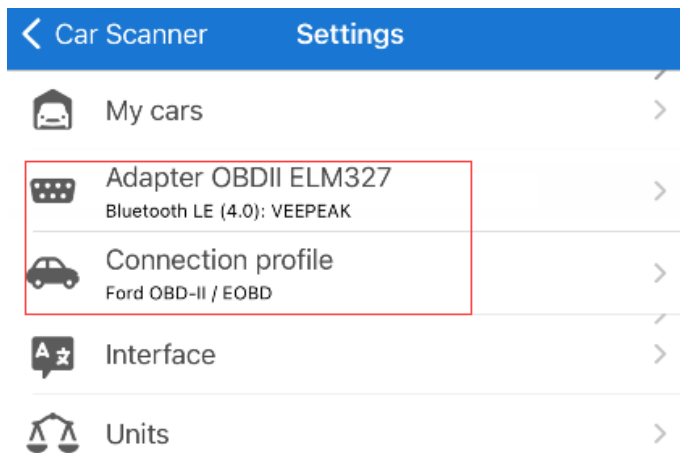 Car Scanner Settings
My cars
Adapter OBDII ELM327
Bluetooth LE (4.0): VEEPEAK
Connection profile
Ford OBD-II / EOBD
Interface
Units